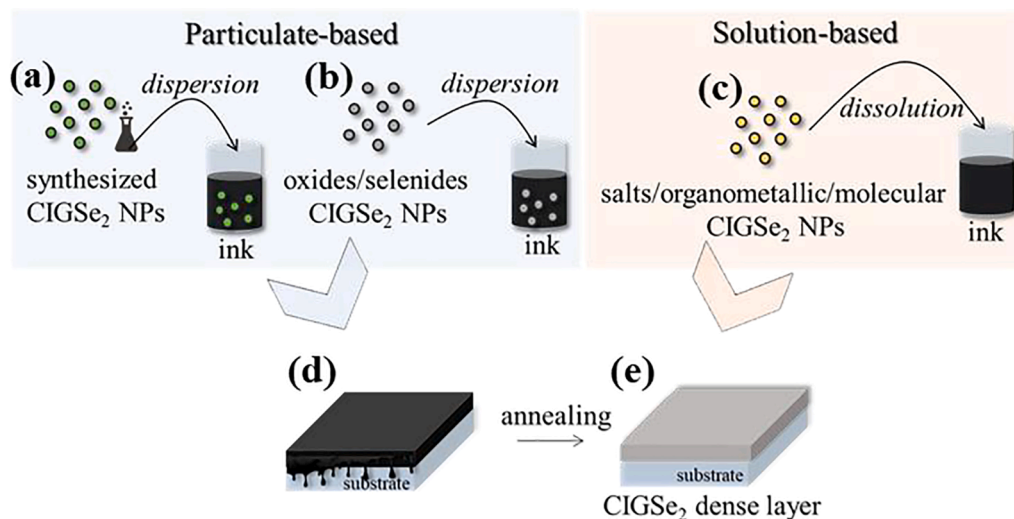 Particulate-based
Solution-based
(a)
dispersion
(b)
dispersion
(c)
dissolution
synthesized
CIGSe₂ NPs
ink
oxides/selenides
CIGSe₂ NPs
ink
salts/organometallic/molecular
CIGSe₂ NPs
ink
(d)
substrate
annealing
(e)
substrate
CIGSe₂ dense layer